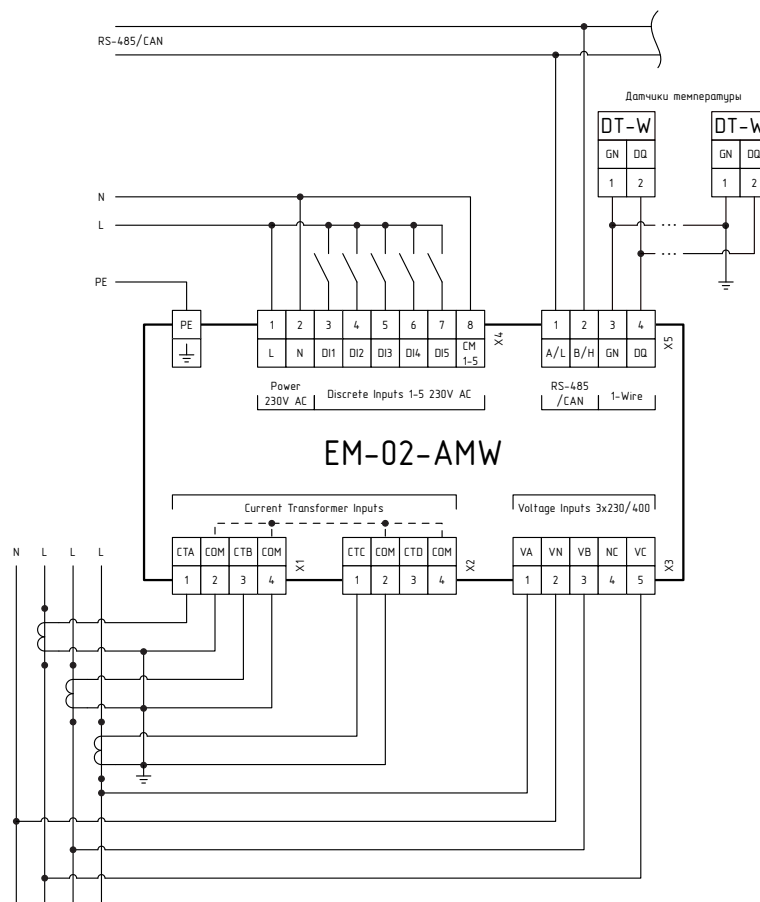 RS-485/CAN
Датчики температуры
DT-W DT-W
GN DQ GN DQ
1 2 1 2
N
L
PE
PE 1 2 3 4 5 6 7 8 X4 1 2 3 4 X5
L N DI1 DI2 DI3 DI4 DI5 CM 1-5 A/L B/H GN DQ
Power
230V AC
Discrete Inputs 1-5 230V AC
RS-485
/CAN
1-Wire
EM-02-AMW
Current Transformer Inputs
Voltage Inputs 3x230/400
N L L L
CTA COM CTB COM X1 CTC COM CTD COM X2 VA VN VB NC VC X3
1 2 3 4 1 2 3 4 1 2 3 4 5